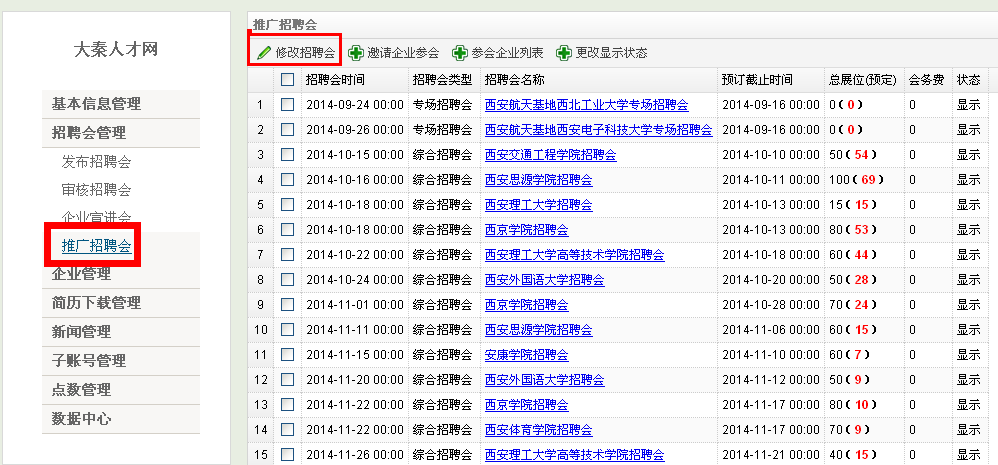 大秦人才网
基本信息管理
招聘会管理
发布招聘会
审核招聘会
企业宣讲会
推广招聘会
企业管理
简历下载管理
新闻管理
子账号管理
点数管理
数据中心
推广招聘会
修改招聘会 邀请企业参会 参会企业列表 更改显示状态
招聘会时间 招聘会类型 招聘会名称 预订截止时间 总展位(预定) 会务费 状态
1 2014-09-24 00:00 专场招聘会 西安航天基地西北工业大学专场招聘会 2014-09-16 00:00 0(0) 0 显示
2 2014-09-26 00:00 专场招聘会 西安航天基地西安电子科技大学专场招聘会 2014-09-16 00:00 0(0) 0 显示
3 2014-10-15 00:00 综合招聘会 西安交通工程学院招聘会 2014-10-10 00:00 50(54) 0 显示
4 2014-10-16 00:00 综合招聘会 西安思源学院招聘会 2014-10-11 00:00 100(69) 0 显示
5 2014-10-18 00:00 综合招聘会 西安理工大学招聘会 2014-10-13 00:00 15(15) 0 显示
6 2014-10-18 00:00 综合招聘会 西京学院招聘会 2014-10-13 00:00 80(53) 0 显示
7 2014-10-22 00:00 综合招聘会 西安理工大学高等技术学院招聘会 2014-10-18 00:00 60(44) 0 显示
8 2014-10-24 00:00 综合招聘会 西安外国语大学招聘会 2014-10-20 00:00 50(28) 0 显示
9 2014-11-01 00:00 综合招聘会 西京学院招聘会 2014-10-28 00:00 70(24) 0 显示
10 2014-11-11 00:00 综合招聘会 西安思源学院招聘会 2014-11-06 00:00 60(15) 0 显示
11 2014-11-15 00:00 综合招聘会 安康学院招聘会 2014-11-10 00:00 60(7) 0 显示
12 2014-11-20 00:00 综合招聘会 西安外国语大学招聘会 2014-11-12 00:00 50(9) 0 显示
13 2014-11-22 00:00 综合招聘会 西京学院招聘会 2014-11-17 00:00 80(10) 0 显示
14 2014-11-22 00:00 综合招聘会 西安体育学院招聘会 2014-11-17 00:00 70(9) 0 显示
15 2014-11-26 00:00 综合招聘会 西安理工大学高等技术学院招聘会 2014-11-21 00:00 40(15) 0 显示